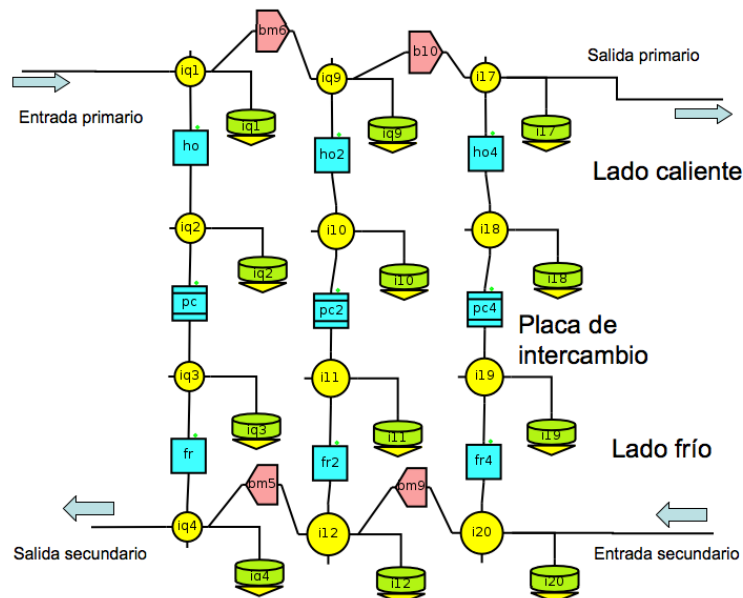 bm6
b10
Salida primario
iq1
iq9
i17
Entrada primario
iq1
iq9
i17
ho
ho2
ho4
Lado caliente
iq2
i10
i18
iq2
i10
i18
pc
pc2
pc4
Placa de
intercambio
iq3
i11
i19
iq3
i11
i19
fr
fr2
fr4
Lado frío
bm5
bm9
iq4
i12
i20
Salida secundario
Entrada secundario
iq4
i12
i20